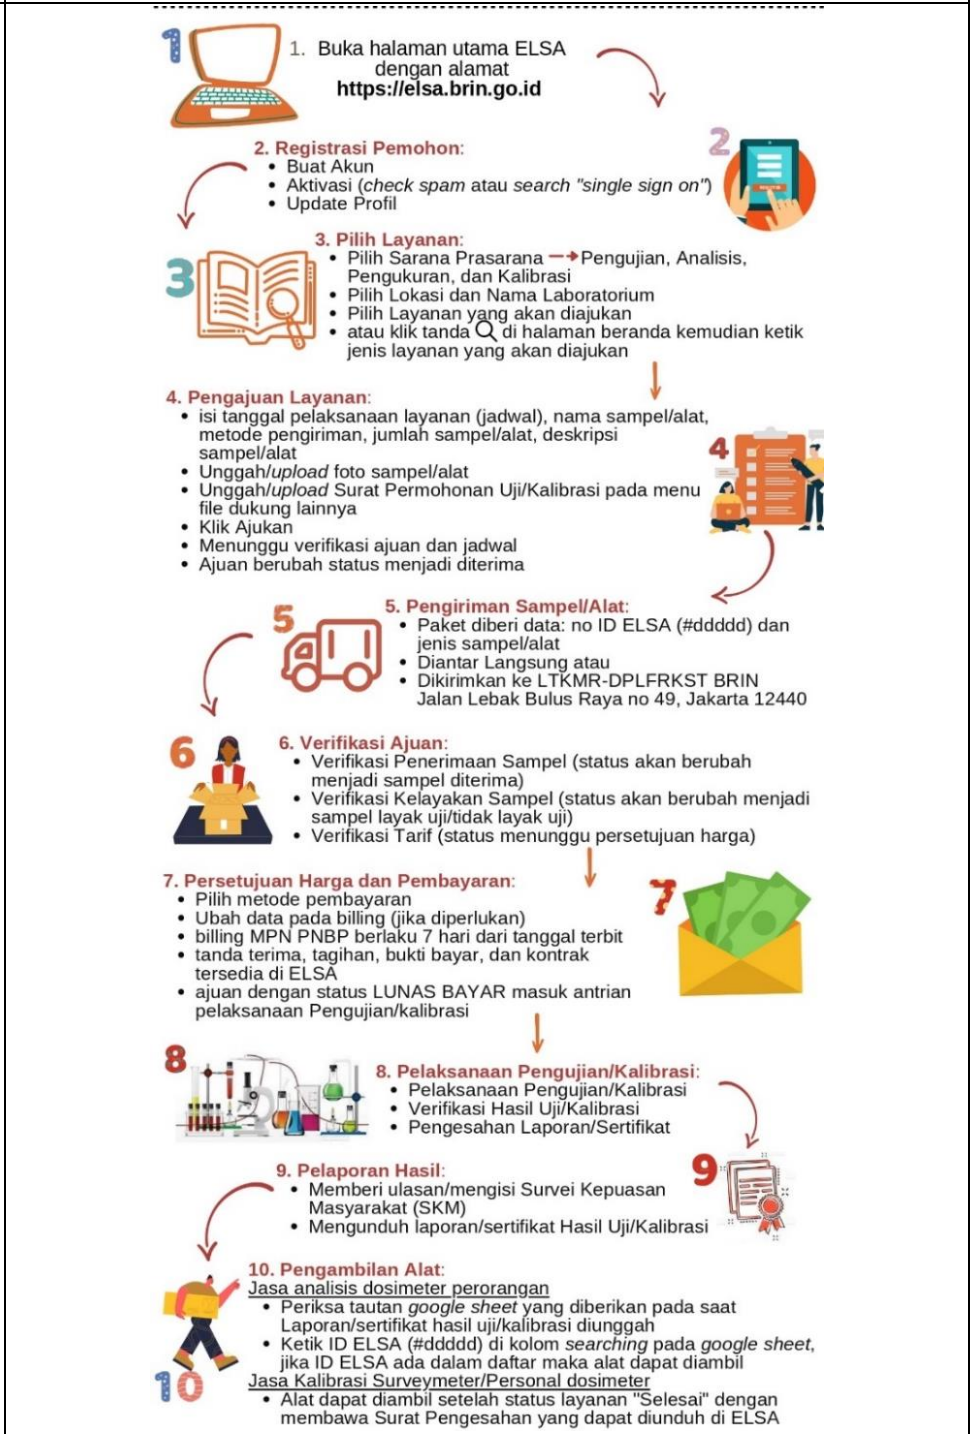 1
1. Buka halaman utama ELSA
dengan alamat
https://elsa.brin.go.id
2
2. Registrasi Pemohon:
• Buat Akun
• Aktivasi (check spam atau search "single sign on")
• Update Profil
3
3. Pilih Layanan:
• Pilih Sarana Prasarana → Pengujian, Analisis,
Pengukuran, dan Kalibrasi
• Pilih Lokasi dan Nama Laboratorium
• Pilih Layanan yang akan diajukan
• atau klik tanda di halaman beranda kemudian ketik
jenis layanan yang akan diajukan
4. Pengajuan Layanan:
• isi tanggal pelaksanaan layanan (jadwal), nama sampel/alat,
metode pengiriman, jumlah sampel/alat, deskripsi
sampel/alat
• Unggah/upload foto sampel/alat
• Unggah/upload Surat Permohonan Uji/Kalibrasi pada menu
file dukung lainnya
• Klik Ajukan
• Menunggu verifikasi ajuan dan jadwal
• Ajuan berubah status menjadi diterima
4
5
5. Pengiriman Sampel/Alat:
• Paket diberi data: no ID ELSA (#ddddd) dan
jenis sampel/alat
• Diantar Langsung atau
• Dikirimkan ke LTKMR-DPLFRKST BRIN
Jalan Lebak Bulus Raya no 49, Jakarta 12440
6
6. Verifikasi Ajuan:
• Verifikasi Penerimaan Sampel (status akan berubah
menjadi sampel diterima)
• Verifikasi Kelayakan Sampel (status akan berubah menjadi
sampel layak uji/tidak layak uji)
• Verifikasi Tarif (status menunggu persetujuan harga)
7. Persetujuan Harga dan Pembayaran:
• Pilih metode pembayaran
• Ubah data pada billing (jika diperlukan)
• billing MPN PNBP berlaku 7 hari dari tanggal terbit
• tanda terima, tagihan, bukti bayar, dan kontrak
tersedia di ELSA
• ajuan dengan status LUNAS BAYAR masuk antrian
pelaksanaan Pengujian/kalibrasi
7
8
8. Pelaksanaan Pengujian/Kalibrasi:
• Pelaksanaan Pengujian/Kalibrasi
• Verifikasi Hasil Uji/Kalibrasi
• Pengesahan Laporan/Sertifikat
9. Pelaporan Hasil:
• Memberi ulasan/mengisi Survei Kepuasan
Masyarakat (SKM)
• Mengunduh laporan/sertifikat Hasil Uji/Kalibrasi
9
10. Pengambilan Alat:
Jasa analisis dosimeter perorangan
• Periksa tautan google sheet yang diberikan pada saat
Laporan/sertifikat hasil uji/kalibrasi diunggah
• Ketik ID ELSA (#ddddd) di kolom searching pada google sheet,
jika ID ELSA ada dalam daftar maka alat dapat diambil
Jasa Kalibrasi Surveymeter/Personal dosimeter
• Alat dapat diambil setelah status layanan "Selesai" dengan
membawa Surat Pengesahan yang dapat diunduh di ELSA
10